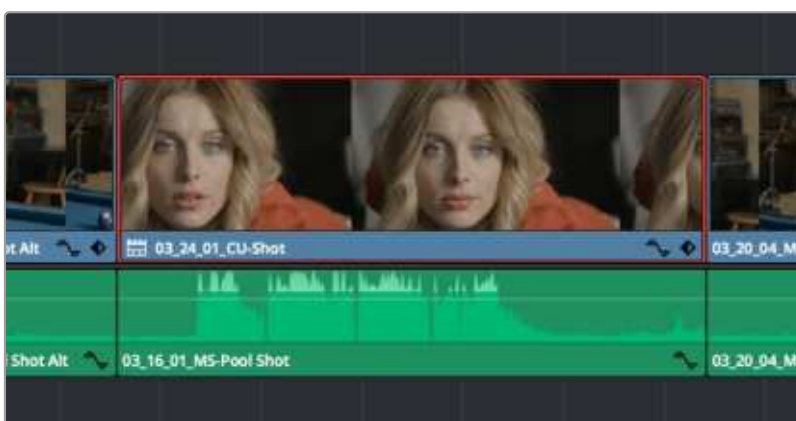 t Alt
03_24_01_CU-Shot
03_20_04_M
Shot Alt
03_16_01_MS-Pool Shot
03_20_04_M